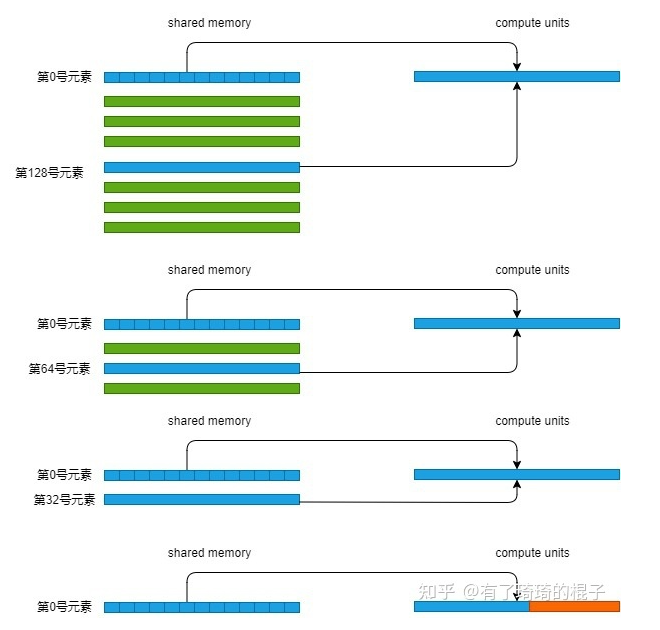 shared memory compute units
第0号元素
第128号元素
shared memory compute units
第0号元素
第64号元素
shared memory compute units
第0号元素
第32号元素
shared memory compute units
知乎 @有了琦琦的棍子
第0号元素